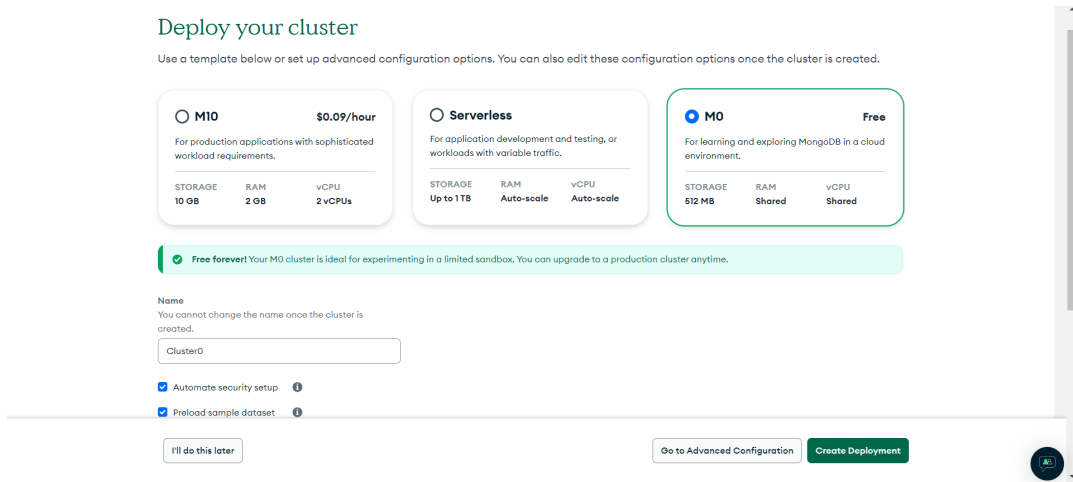 Deploy your cluster
Use a template below or set up advanced configuration options. You can also edit these configuration options once the cluster is created.
M10 $0.09/hour
For production applications with sophisticated
workload requirements.
STORAGE RAM vCPU
10 GB 2 GB 2 vCPUs
Serverless
For application development and testing, or
workloads with variable traffic.
STORAGE RAM vCPU
Up to 1 TB Auto-scale Auto-scale
M0 Free
For learning and exploring MongoDB in a cloud
environment.
STORAGE RAM vCPU
512 MB Shared Shared
Free forever! Your M0 cluster is ideal for experimenting in a limited sandbox. You can upgrade to a production cluster anytime.
Name
You cannot change the name once the cluster is
created.
Cluster0
Automate security setup
Preload sample dataset
I'll do this later
Go to Advanced Configuration
Create Deployment